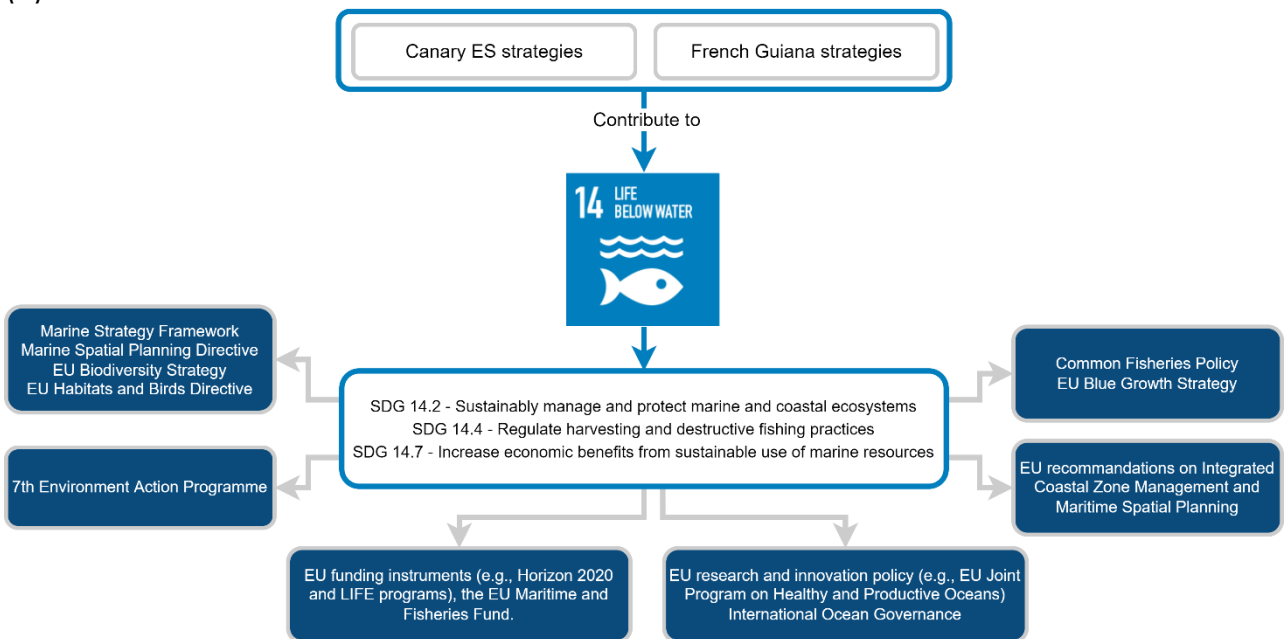 Canary ES strategies
French Guiana strategies
Contribute to
14 LIFE
BELOW WATER
Marine Strategy Framework
Marine Spatial Planning Directive
EU Biodiversity Strategy
EU Habitats and Birds Directive
Common Fisheries Policy
EU Blue Growth Strategy
SDG 14.2 - Sustainably manage and protect marine and coastal ecosystems
SDG 14.4 - Regulate harvesting and destructive fishing practices
SDG 14.7 - Increase economic benefits from sustainable use of marine resources
7th Environment Action Programme
EU recommandations on Integrated
Coastal Zone Management and
Maritime Spatial Planning
EU funding instruments (e.g., Horizon 2020
and LIFE programs), the EU Maritime and
Fisheries Fund.
EU research and innovation policy (e.g., EU Joint
Program on Healthy and Productive Oceans)
International Ocean Governance